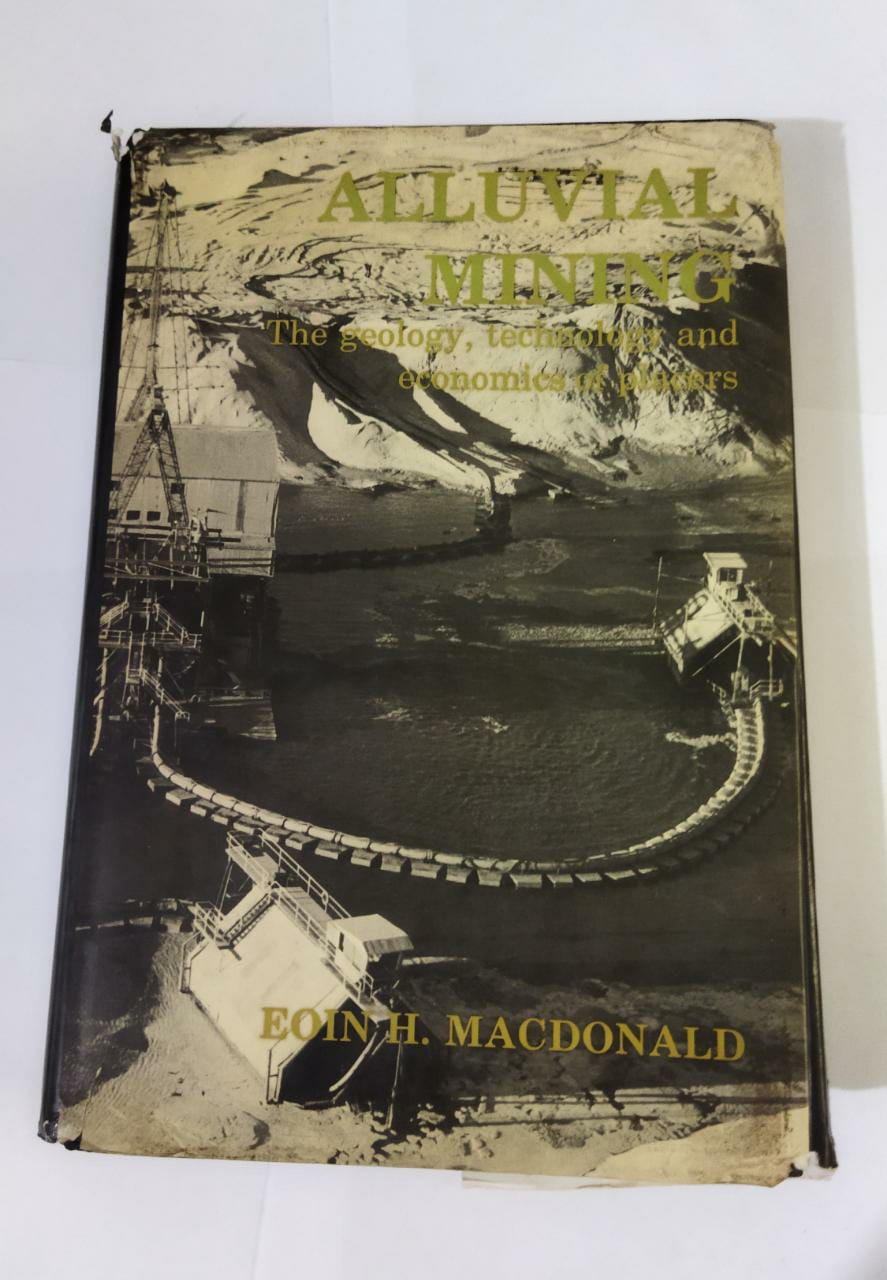 ALLUVIAL
MINING
The geology, technology and
economics of placers
EOIN H. MACDONALD